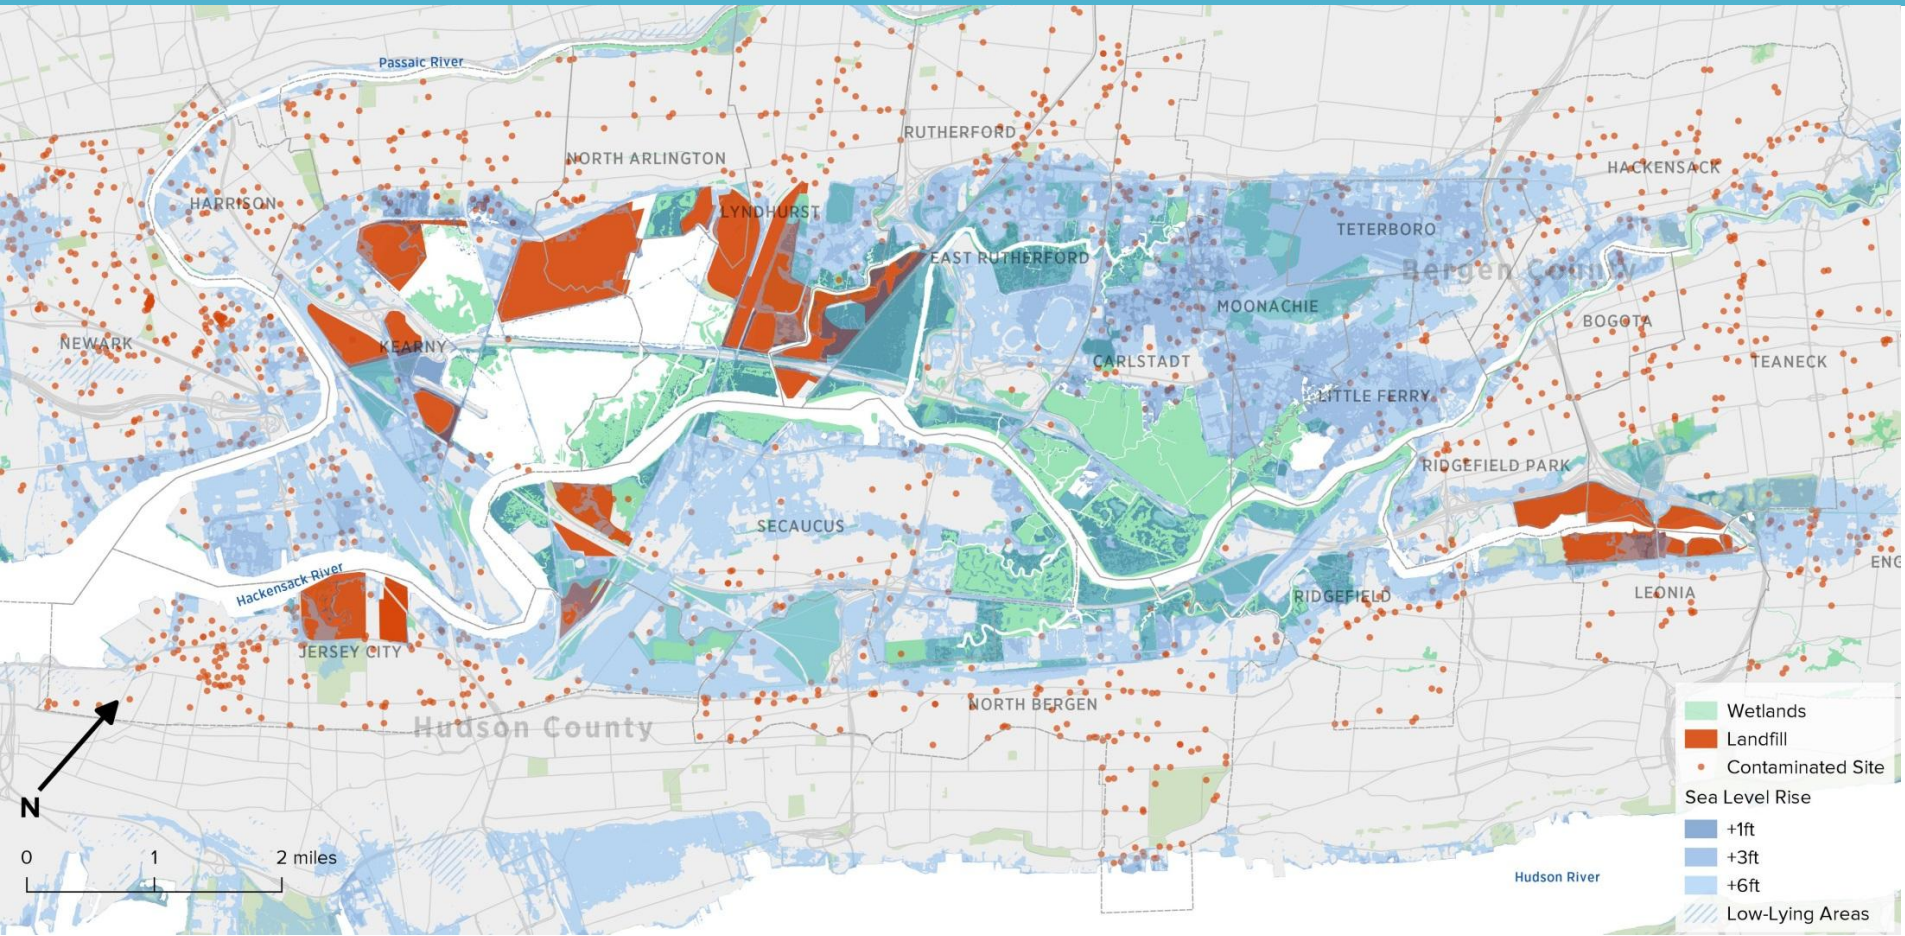 Passaic River
RUTHERFORD
NORTH ARLINGTON
HACKENSACK
HARRISON
LYNDHURST
TETERBORO
EAST RUTHERFORD
Bergen County
MOONACHIE
BOGOTA
NEWARK
KEARNY
CARLSTADT
TEANECK
LITTLE FERRY
RIDGEFIELD PARK
SECAUCUS
ENG
Hackensack River
RIDGEFIELD
LEONIA
JERSEY CITY
NORTH BERGEN
Hudson County
N
0 1 2 miles
Hudson River
Wetlands
Landfill
Contaminated Site
Sea Level Rise
+1ft
+3ft
+6ft
Low-Lying Areas